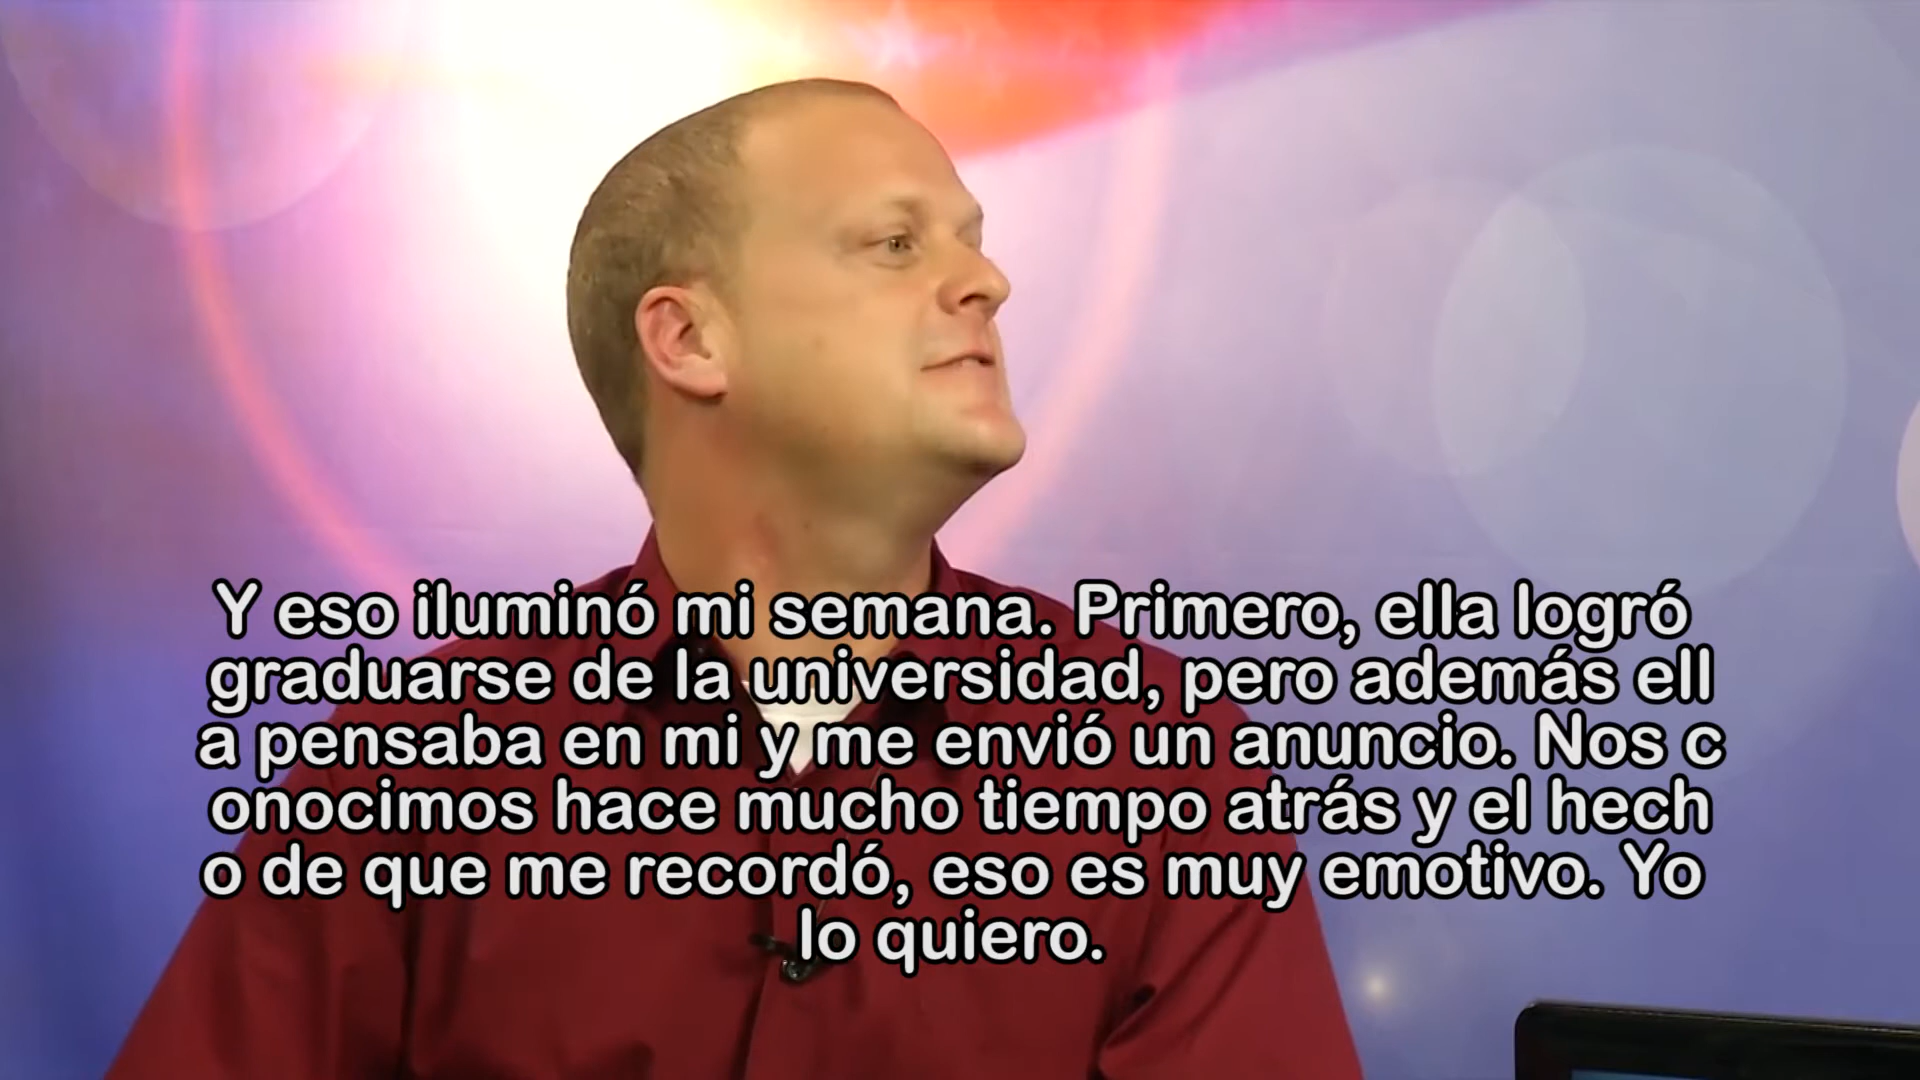 Y eso iluminó mi semana. Primero, ella logró
graduarse de la universidad, pero además ell
a pensaba en mi y me envió un anuncio. Nos c
onocimos hace mucho tiempo atrás y el hech
o de que me recordó, eso es muy emotivo. Yo
lo quiero.